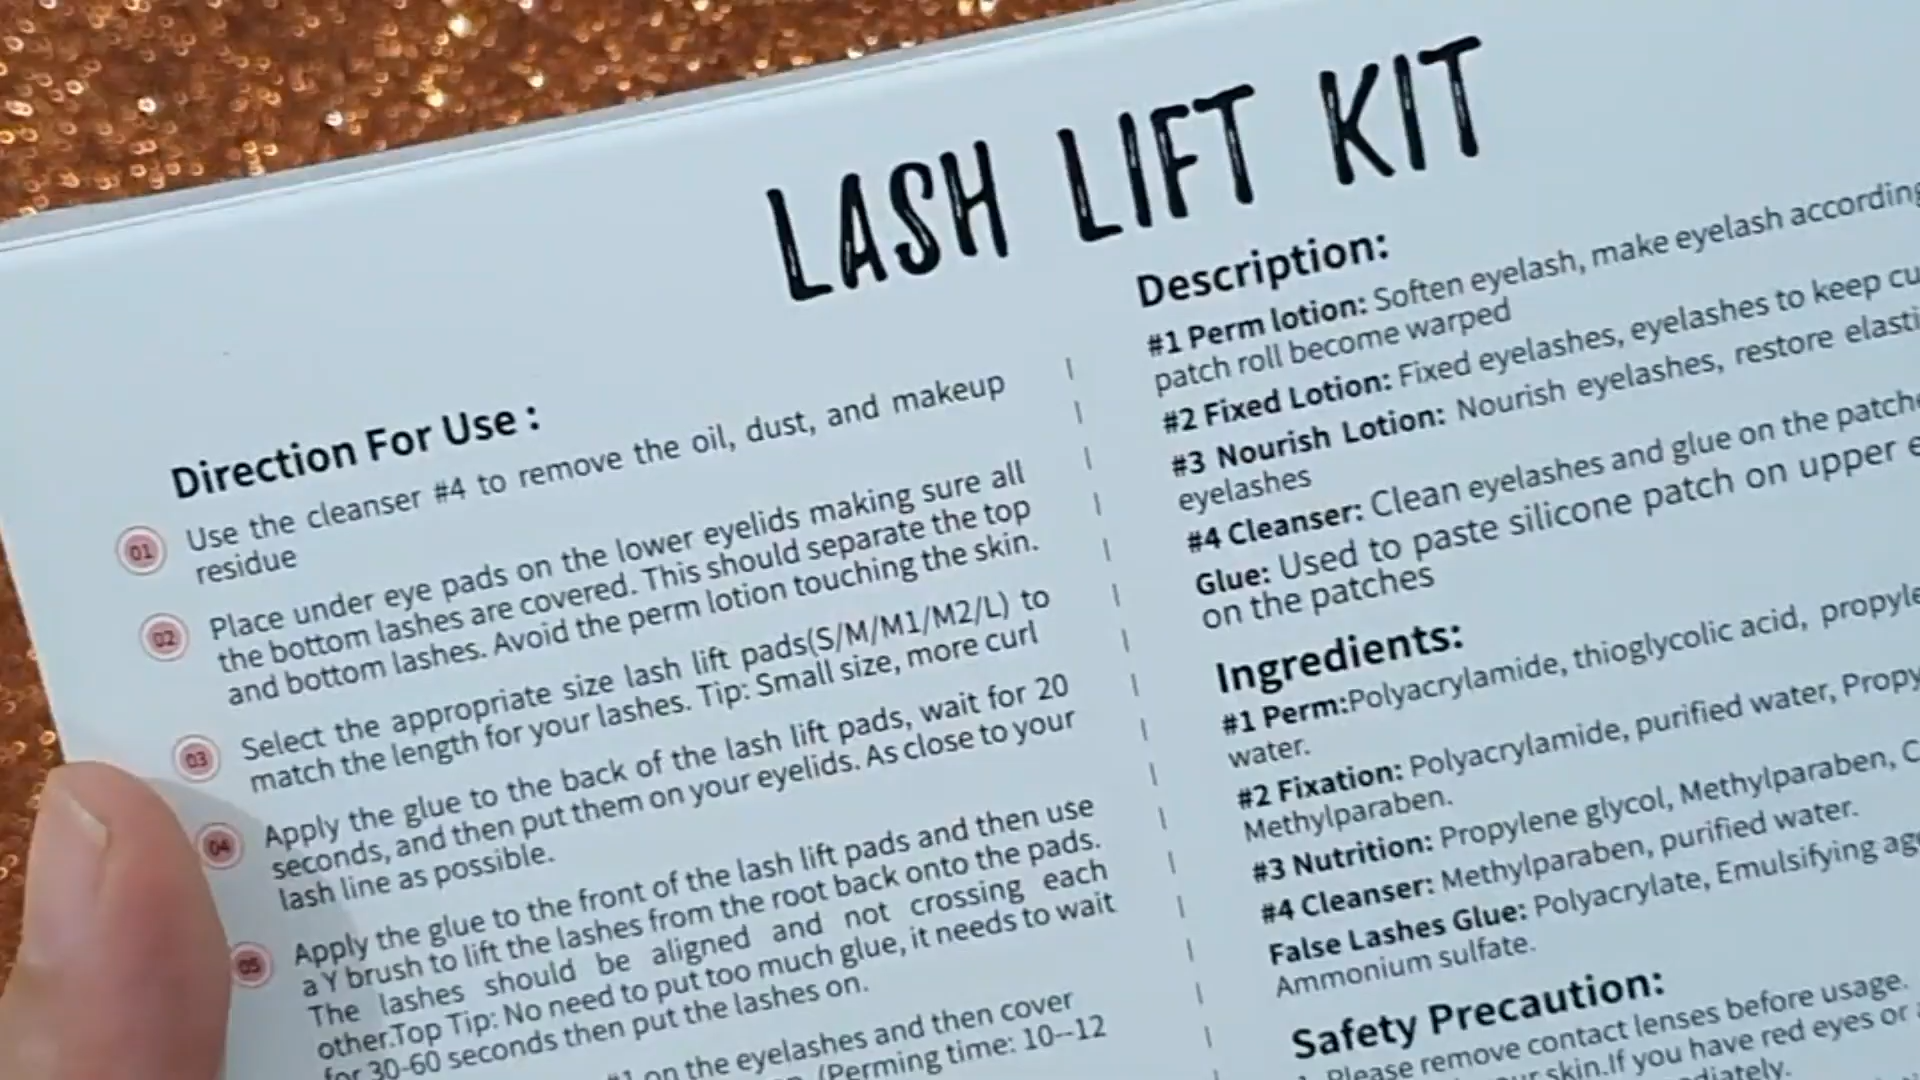 LASH LIFT KIT
Direction For Use :
01
Use the cleanser #4 to remove the oil, dust, and makeup
residue
02
Place under eye pads on the lower eyelids making sure all
the bottom lashes are covered. This should separate the top
and bottom lashes. Avoid the perm lotion touching the skin.
03
Select the appropriate size lash lift pads(S/M/M1/M2/L) to
match the length for your lashes. Tip: Small size, more curl
04
Apply the glue to the back of the lash lift pads, wait for 20
seconds, and then put them on your eyelids. As close to your
lash line as possible.
05
Apply the glue to the front of the lash lift pads and then use
a Y brush to lift the lashes from the root back onto the pads.
The lashes should be aligned and not crossing each
other.Top Tip: No need to put too much glue, it needs to wait
for 30-60 seconds then put the lashes on.
#1 on the eyelashes and then cover
(Perming time: 10--12
Description:
#1 Perm lotion: Soften eyelash, make eyelash according
patch roll become warped
#2 Fixed Lotion: Fixed eyelashes, eyelashes to keep
#3 Nourish Lotion: Nourish eyelashes, restore
eyelashes
#4 Cleanser: Clean eyelashes and glue on the
Glue: Used to paste silicone patch on upper
on the patches
Ingredients:
#1 Perm:Polyacrylamide, thioglycolic acid,
water.
#2 Fixation: Polyacrylamide, purified water,
Methylparaben.
#3 Nutrition: Propylene glycol, Methylparaben,
#4 Cleanser: Methylparaben, purified water.
False Lashes Glue: Polyacrylate, Emulsifying
Ammonium sulfate.
Safety Precaution:
Please remove contact lenses before usage.
skin.If you have red eyes or